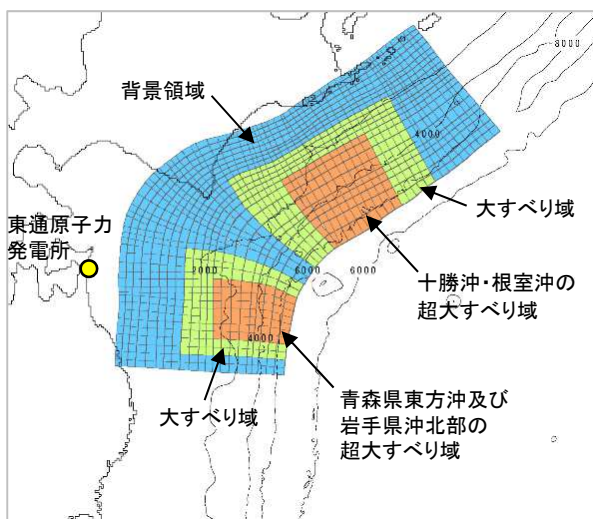 8000
背景領域
4000
大すべり域
東通原子力
発電所
2000
6000
6000
十勝沖・根室沖の
超大すべり域
4000
大すべり域
青森県東方沖及び
岩手県沖北部の
超大すべり域